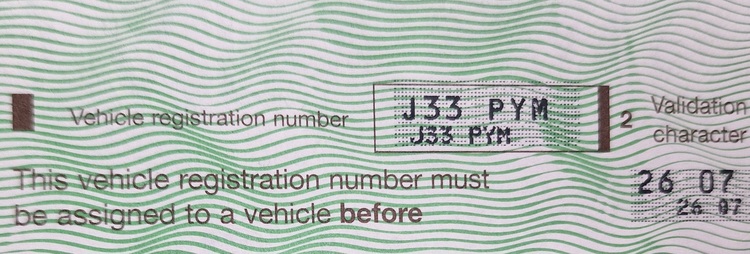 Vehicle registration number J33 PYM 2 Validation
J33 PYM character
This vehicle registration number must 26 07
be assigned to a vehicle before 26 07